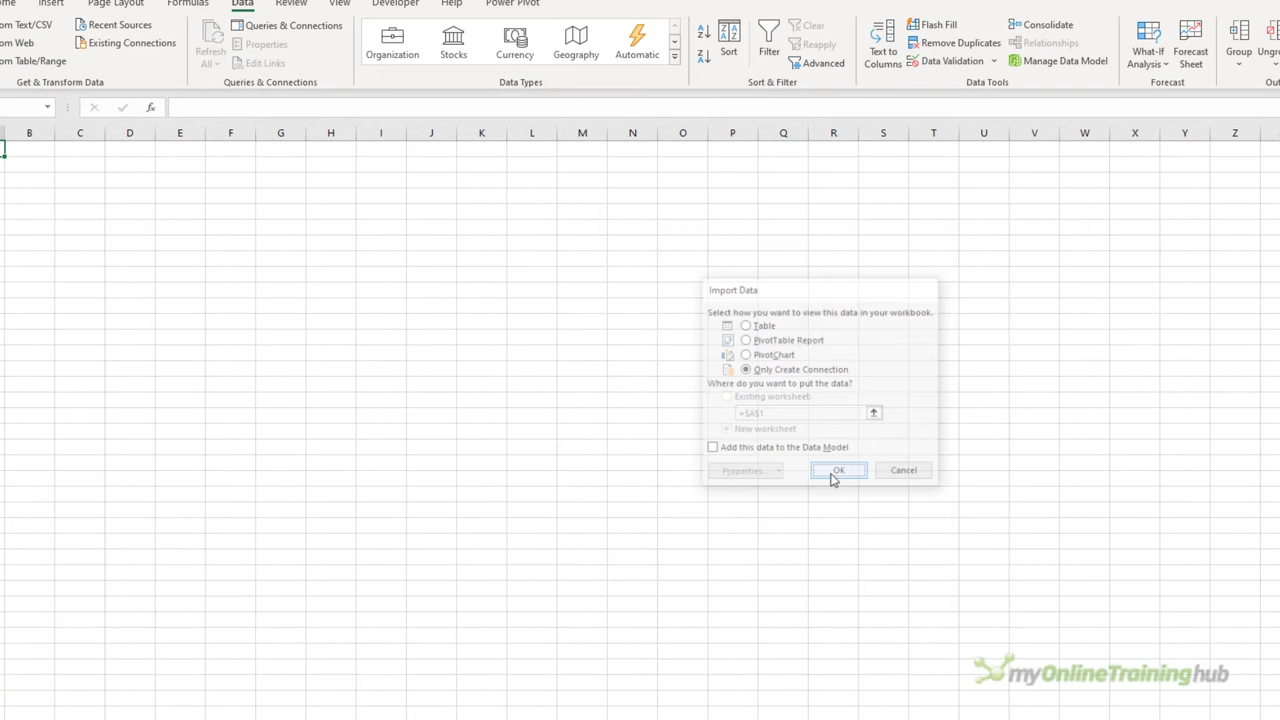 ome Insert Page Layout Formulas Data Review View Developer Help Power Pivot
om Text/CSV
Recent Sources
om Web
Existing Connections
om Table/Range
Get & Transform Data
Refresh
All
Queries & Connections
Properties
Edit Links
Queries & Connections
Organization
Stocks
Currency
Geography
Automatic
Data Types
Sort
Filter
Clear
Reapply
Advanced
Sort & Filter
Text to
Columns
Flash Fill
Remove Duplicates
Data Validation
Consolidate
Relationships
Manage Data Model
Data Tools
What-If
Analysis
Forecast
Sheet
Forecast
Group
Ungr
Out
fx
B C D E F G H I J K L M N O P Q R S T U V W X Y Z
Import Data
Select how you want to view this data in your workbook.
Table
PivotTable Report
PivotChart
Only Create Connection
Where do you want to put the data?
Existing worksheet:
=$A$1
New worksheet
Add this data to the Data Model
Properties...
OK
Cancel
myOnlineTraininghub